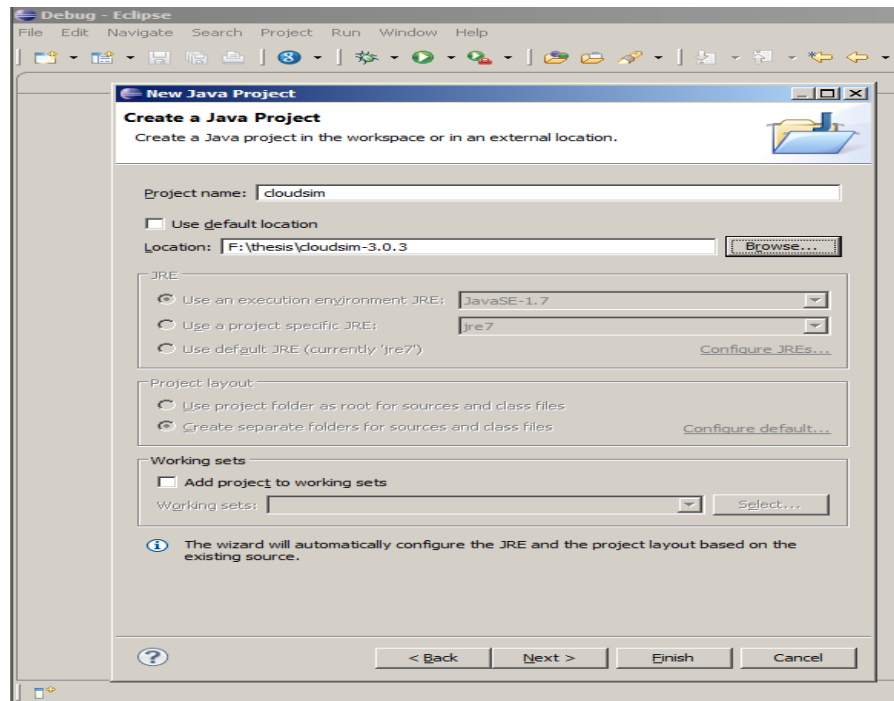 Debug - Eclipse
File Edit Navigate Search Project Run Window Help
New Java Project
Create a Java Project
Create a Java project in the workspace or in an external location.
Project name: cloudsim
Use default location
Location: F:\thesis\cloudsim-3.0.3 Browse...
JRE
Use an execution environment JRE: JavaSE-1.7
Use a project specific JRE: jre7
Use default JRE (currently 'jre7') Configure JREs...
Project layout
Use project folder as root for sources and class files
Create separate folders for sources and class files Configure default...
Working sets
Add project to working sets
Working sets: Select...
The wizard will automatically configure the JRE and the project layout based on the
existing source.
? < Back Next > Finish Cancel